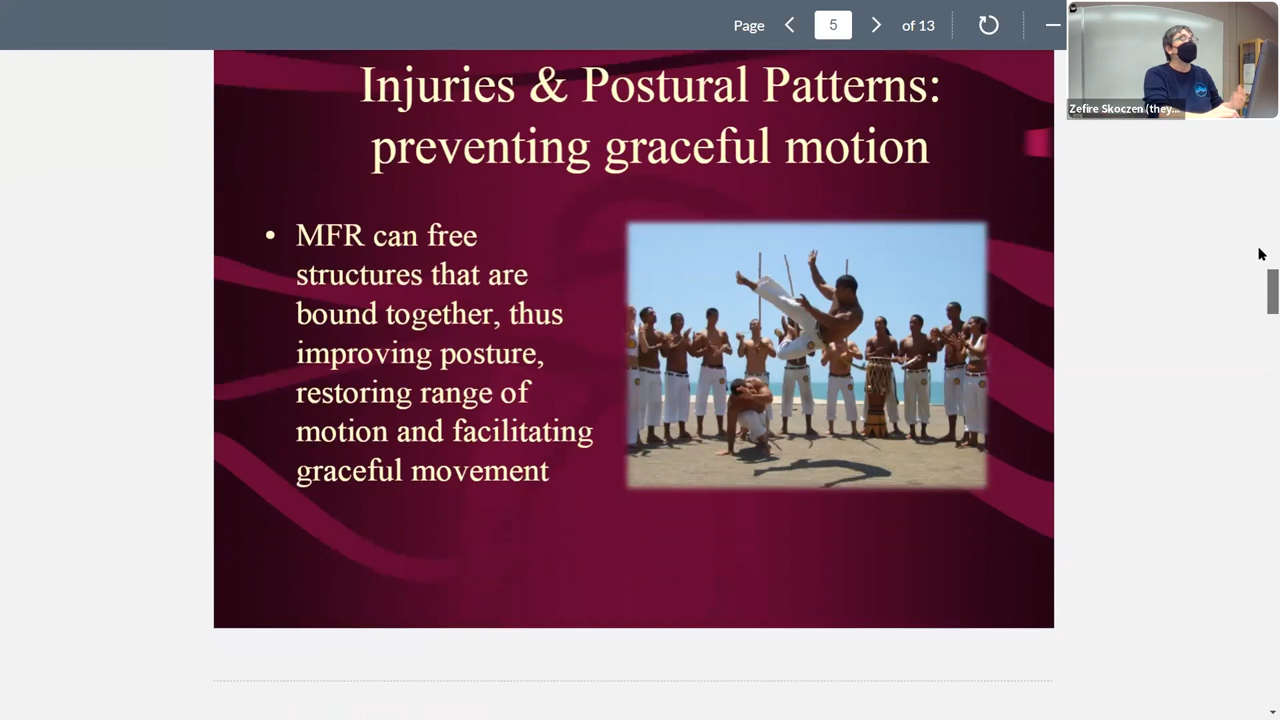 Page 5 of 13
Zefire Skoczen (they...
Injuries & Postural Patterns:
preventing graceful motion
• MFR can free
structures that are
bound together, thus
improving posture,
restoring range of
motion and facilitating
graceful movement